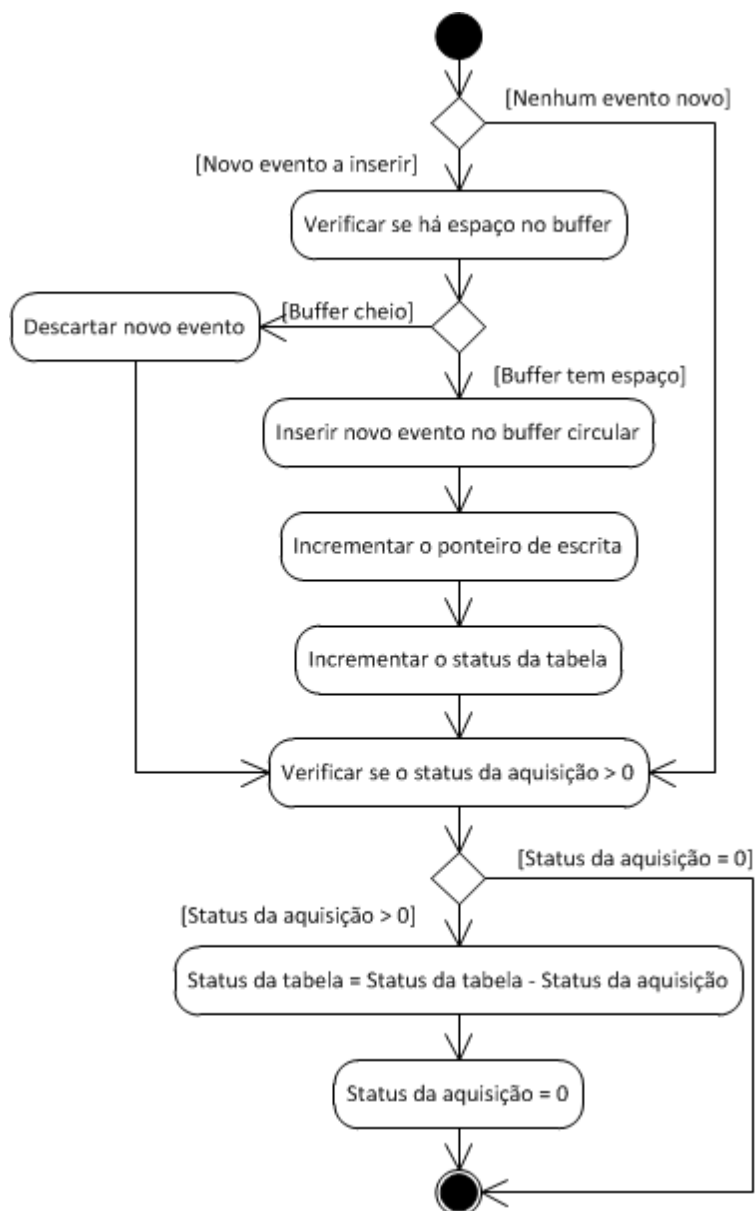 [Nenhum evento novo]
[Novo evento a inserir]
Verificar se há espaço no buffer
[Buffer cheio]
Descartar novo evento
[Buffer tem espaço]
Inserir novo evento no buffer circular
Incrementar o ponteiro de escrita
Incrementar o status da tabela
Verificar se o status da aquisição > 0
[Status da aquisição = 0]
[Status da aquisição > 0]
Status da tabela = Status da tabela - Status da aquisição
Status da aquisição = 0